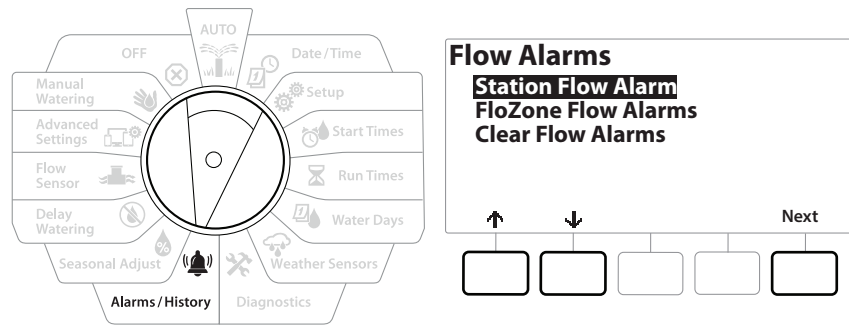 AUTO
Date/Time
Setup
Start Times
Run Times
Water Days
Weather Sensors
Diagnostics
Alarms/History
Seasonal Adjust
%
Delay
Watering
Flow
Sensor
Advanced
Settings
Manual
Watering
OFF
1
1
Flow Alarms
Station Flow Alarm
FloZone Flow Alarms
Clear Flow Alarms
Next